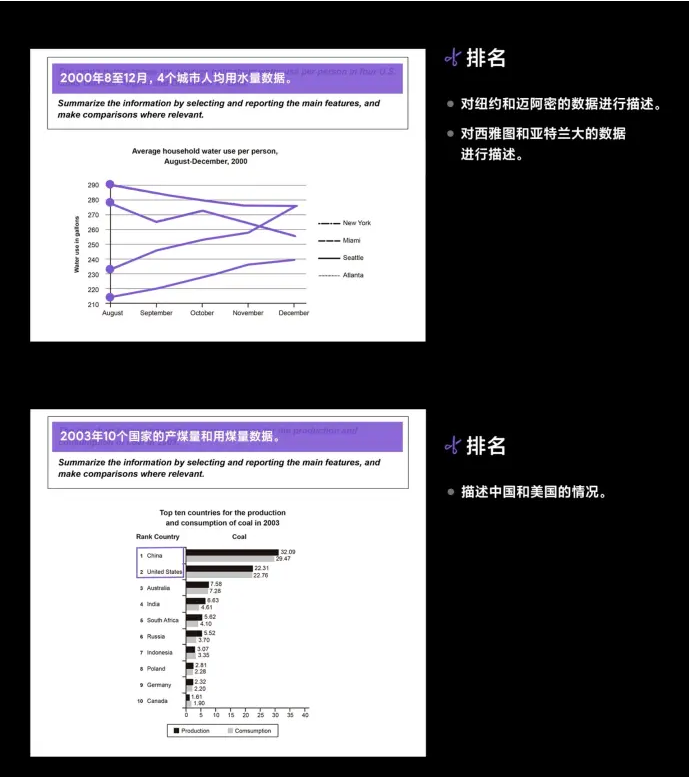 排名
2000年8至12月，4个城市人均用水量数据。
Summarize the information by selecting and reporting the main features, and
make comparisons where relevant.
对纽约和迈阿密的数据进行描述。
对西雅图和亚特兰大的数据
进行描述。
Average household water use per person,
August-December, 2000
Water use in gallons
290
280
270
260
250
230
220
210
August September October November December
New York
Miami
Seattle
Atlanta
排名
2003年10个国家的产煤量和用煤量数据。
Summarize the information by selecting and reporting the main features, and
make comparisons where relevant.
描述中国和美国的情况。
Top ten countries for the production
and consumption of coal in 2003
Rank Country Coal
1 China 32.09
29.47
2 United States 22.31
22.76
3 Australia 7.58
7.28
4 India 6.63
4.61
5 South Africa 5.62
4.10
6 Russia 5.52
3.70
7 Indonesia 3.07
3.35
8 Poland 2.81
2.28
9 Germany 2.32
2.20
10 Canada 1.61
1.90
0 5 10 15 20 25 30 35 40
Production Comsumption